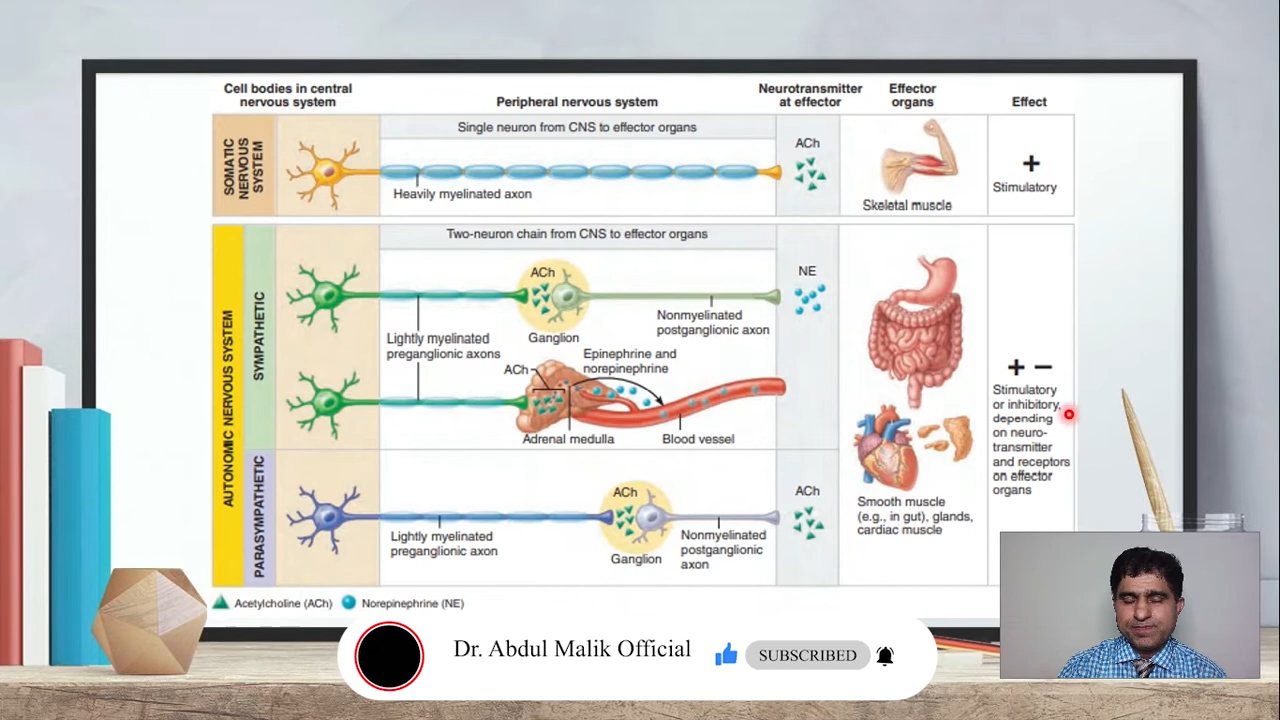 Cell bodies in central
nervous system
Peripheral nervous system
Neurotransmitter
at effector
Effector
organs
Effect
SOMATIC
NERVOUS
SYSTEM
Single neuron from CNS to effector organs
Heavily myelinated axon
ACh
Skeletal muscle
+
Stimulatory
AUTONOMIC NERVOUS SYSTEM
SYMPATHETIC
Two-neuron chain from CNS to effector organs
ACh
Ganglion
Lightly myelinated
preganglionic axons
Nonmyelinated
postganglionic axon
NE
ACh
Epinephrine and
norepinephrine
Adrenal medulla
Blood vessel
PARASYMPATHETIC
Lightly myelinated
preganglionic axon
ACh
Ganglion
Nonmyelinated
postganglionic
axon
ACh
Smooth muscle
(e.g., in gut), glands,
cardiac muscle
+ −
Stimulatory
or inhibitory,
depending
on neuro-
transmitter
and receptors
on effector
organs
Acetylcholine (ACh)
Norepinephrine (NE)
Dr. Abdul Malik Official
SUBSCRIBED